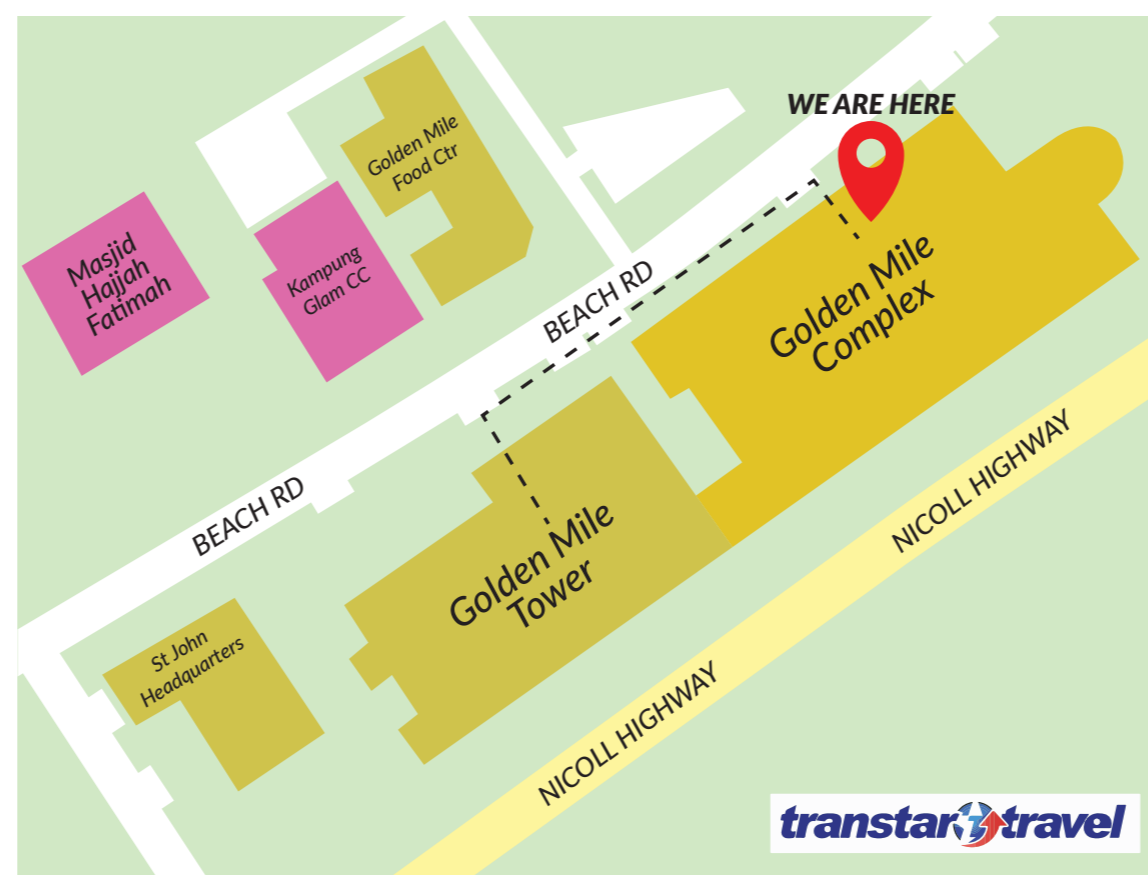 WE ARE HERE
Golden Mile
Food Ctr
Masjid
Hajjah
Fatimah
Kampung
Glam CC
BEACH RD
Golden Mile
Complex
BEACH RD
NICOLL HIGHWAY
Golden Mile
Tower
St John
Headquarters
NICOLL HIGHWAY
transtar travel